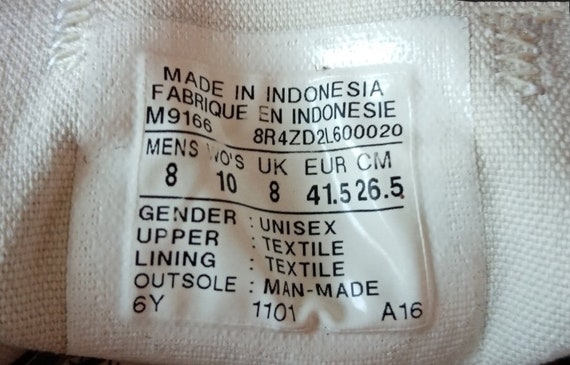 MADE IN INDONESIA
FABRIQUE EN INDONESIE
M9166 8R4ZD2L600020
MENS WO'S UK EUR CM
8 10 8 41.5 26.5
GENDER : UNISEX
UPPER : TEXTILE
LINING : TEXTILE
OUTSOLE : MAN-MADE
6Y 1101 A16